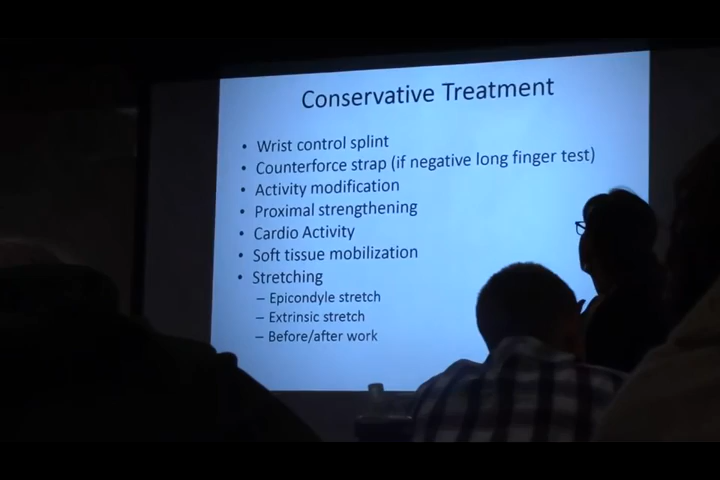 Conservative Treatment
• Wrist control splint
• Counterforce strap (if negative long finger test)
• Activity modification
• Proximal strengthening
• Cardio Activity
• Soft tissue mobilization
• Stretching
– Epicondyle stretch
– Extrinsic stretch
– Before/after work